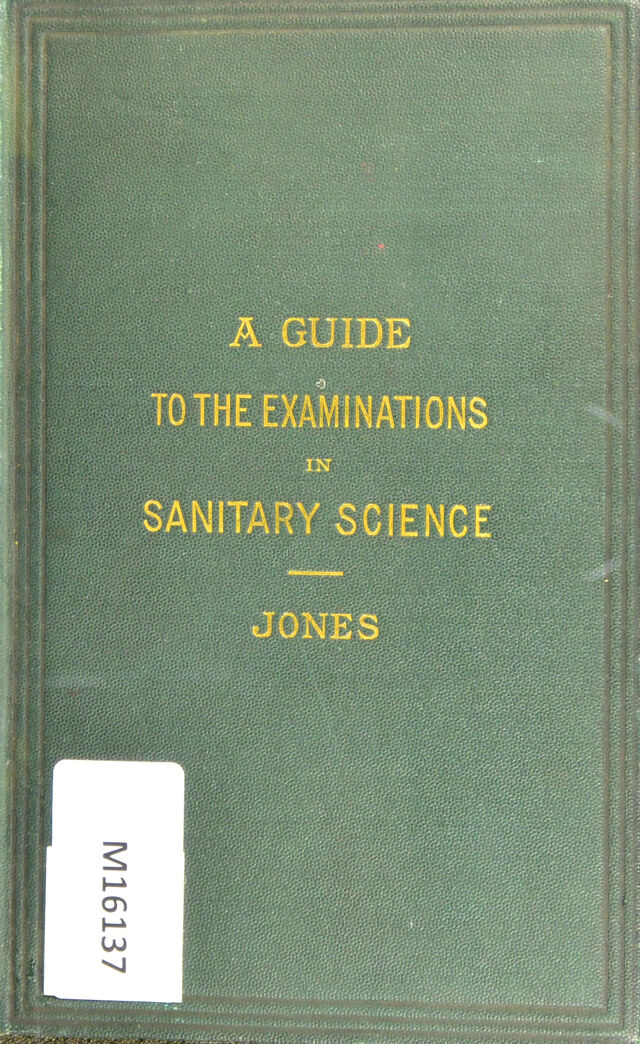 A GUIDE
TO THE EXAMINATIONS
IN
SANITARY SCIENCE
JONES
M16137